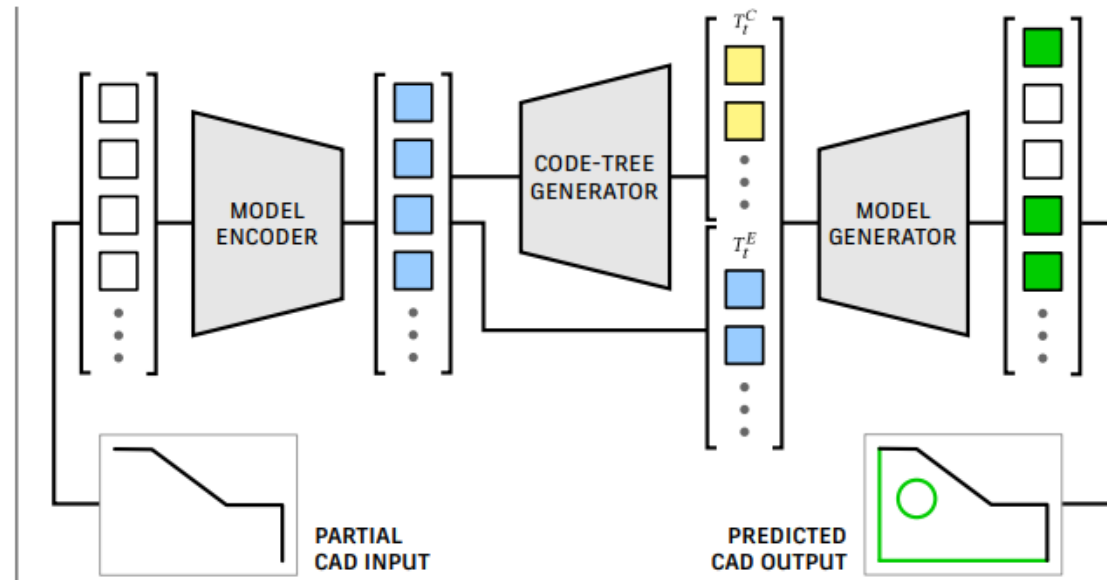 MODEL
ENCODER
CODE-TREE
GENERATOR
T_t^C
T_t^E
MODEL
GENERATOR
PARTIAL
CAD INPUT
PREDICTED
CAD OUTPUT